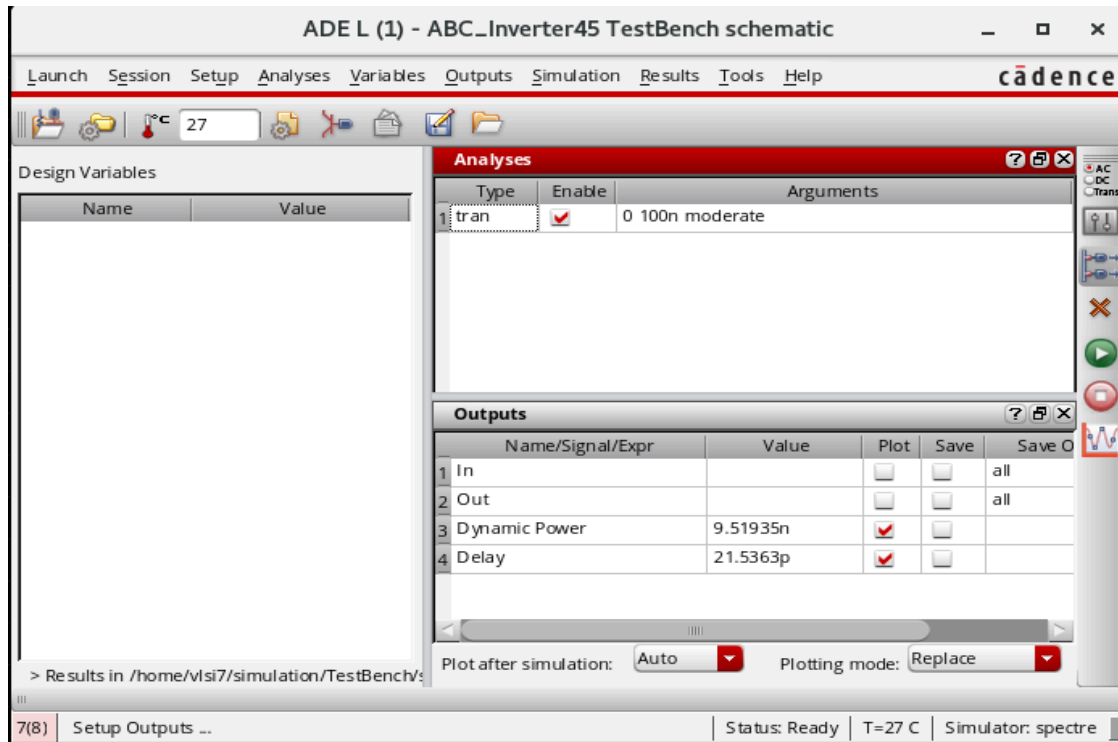 ADE L (1) - ABC_Inverter45 TestBench schematic
Launch Session Setup Analyses Variables Outputs Simulation Results Tools Help cādence
°C 27
Design Variables
Name Value
Analyses
Type Enable Arguments
1 tran 0 100n moderate
AC
DC
Trans
Outputs
Name/Signal/Expr Value Plot Save Save O
1 In all
2 Out all
3 Dynamic Power 9.51935n
4 Delay 21.5363p
> Results in /home/vlsi7/simulation/TestBench/s
Plot after simulation: Auto Plotting mode: Replace
7(8) Setup Outputs ... Status: Ready T=27 C Simulator: spectre